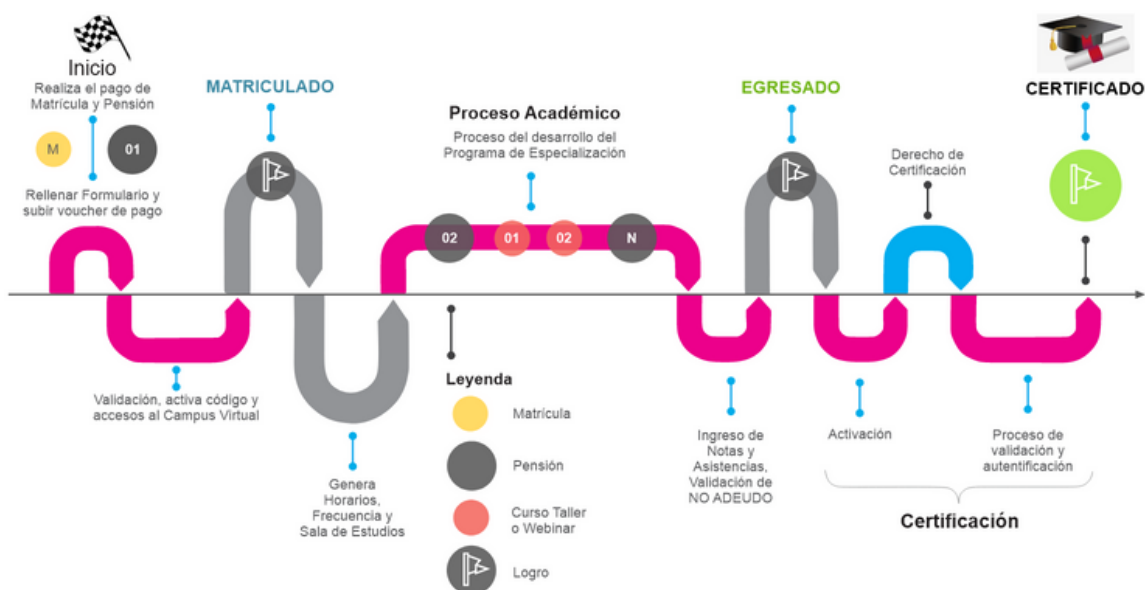 Inicio
Realiza el pago de
Matrícula y Pensión
M
01
Rellenar Formulario y
subir voucher de pago
Validación, activa código y
accesos al Campus Virtual
MATRICULADO
Genera
Horarios,
Frecuencia y
Sala de Estudios
Proceso Académico
Proceso del desarrollo del
Programa de Especialización
02
01
02
N
Leyenda
Matrícula
Pensión
Curso Taller
o Webinar
Logro
Ingreso de
Notas y
Asistencias,
Validación de
NO ADEUDO
EGRESADO
Activación
Derecho de
Certificación
Proceso de
validación y
autentificación
Certificación
CERTIFICADO